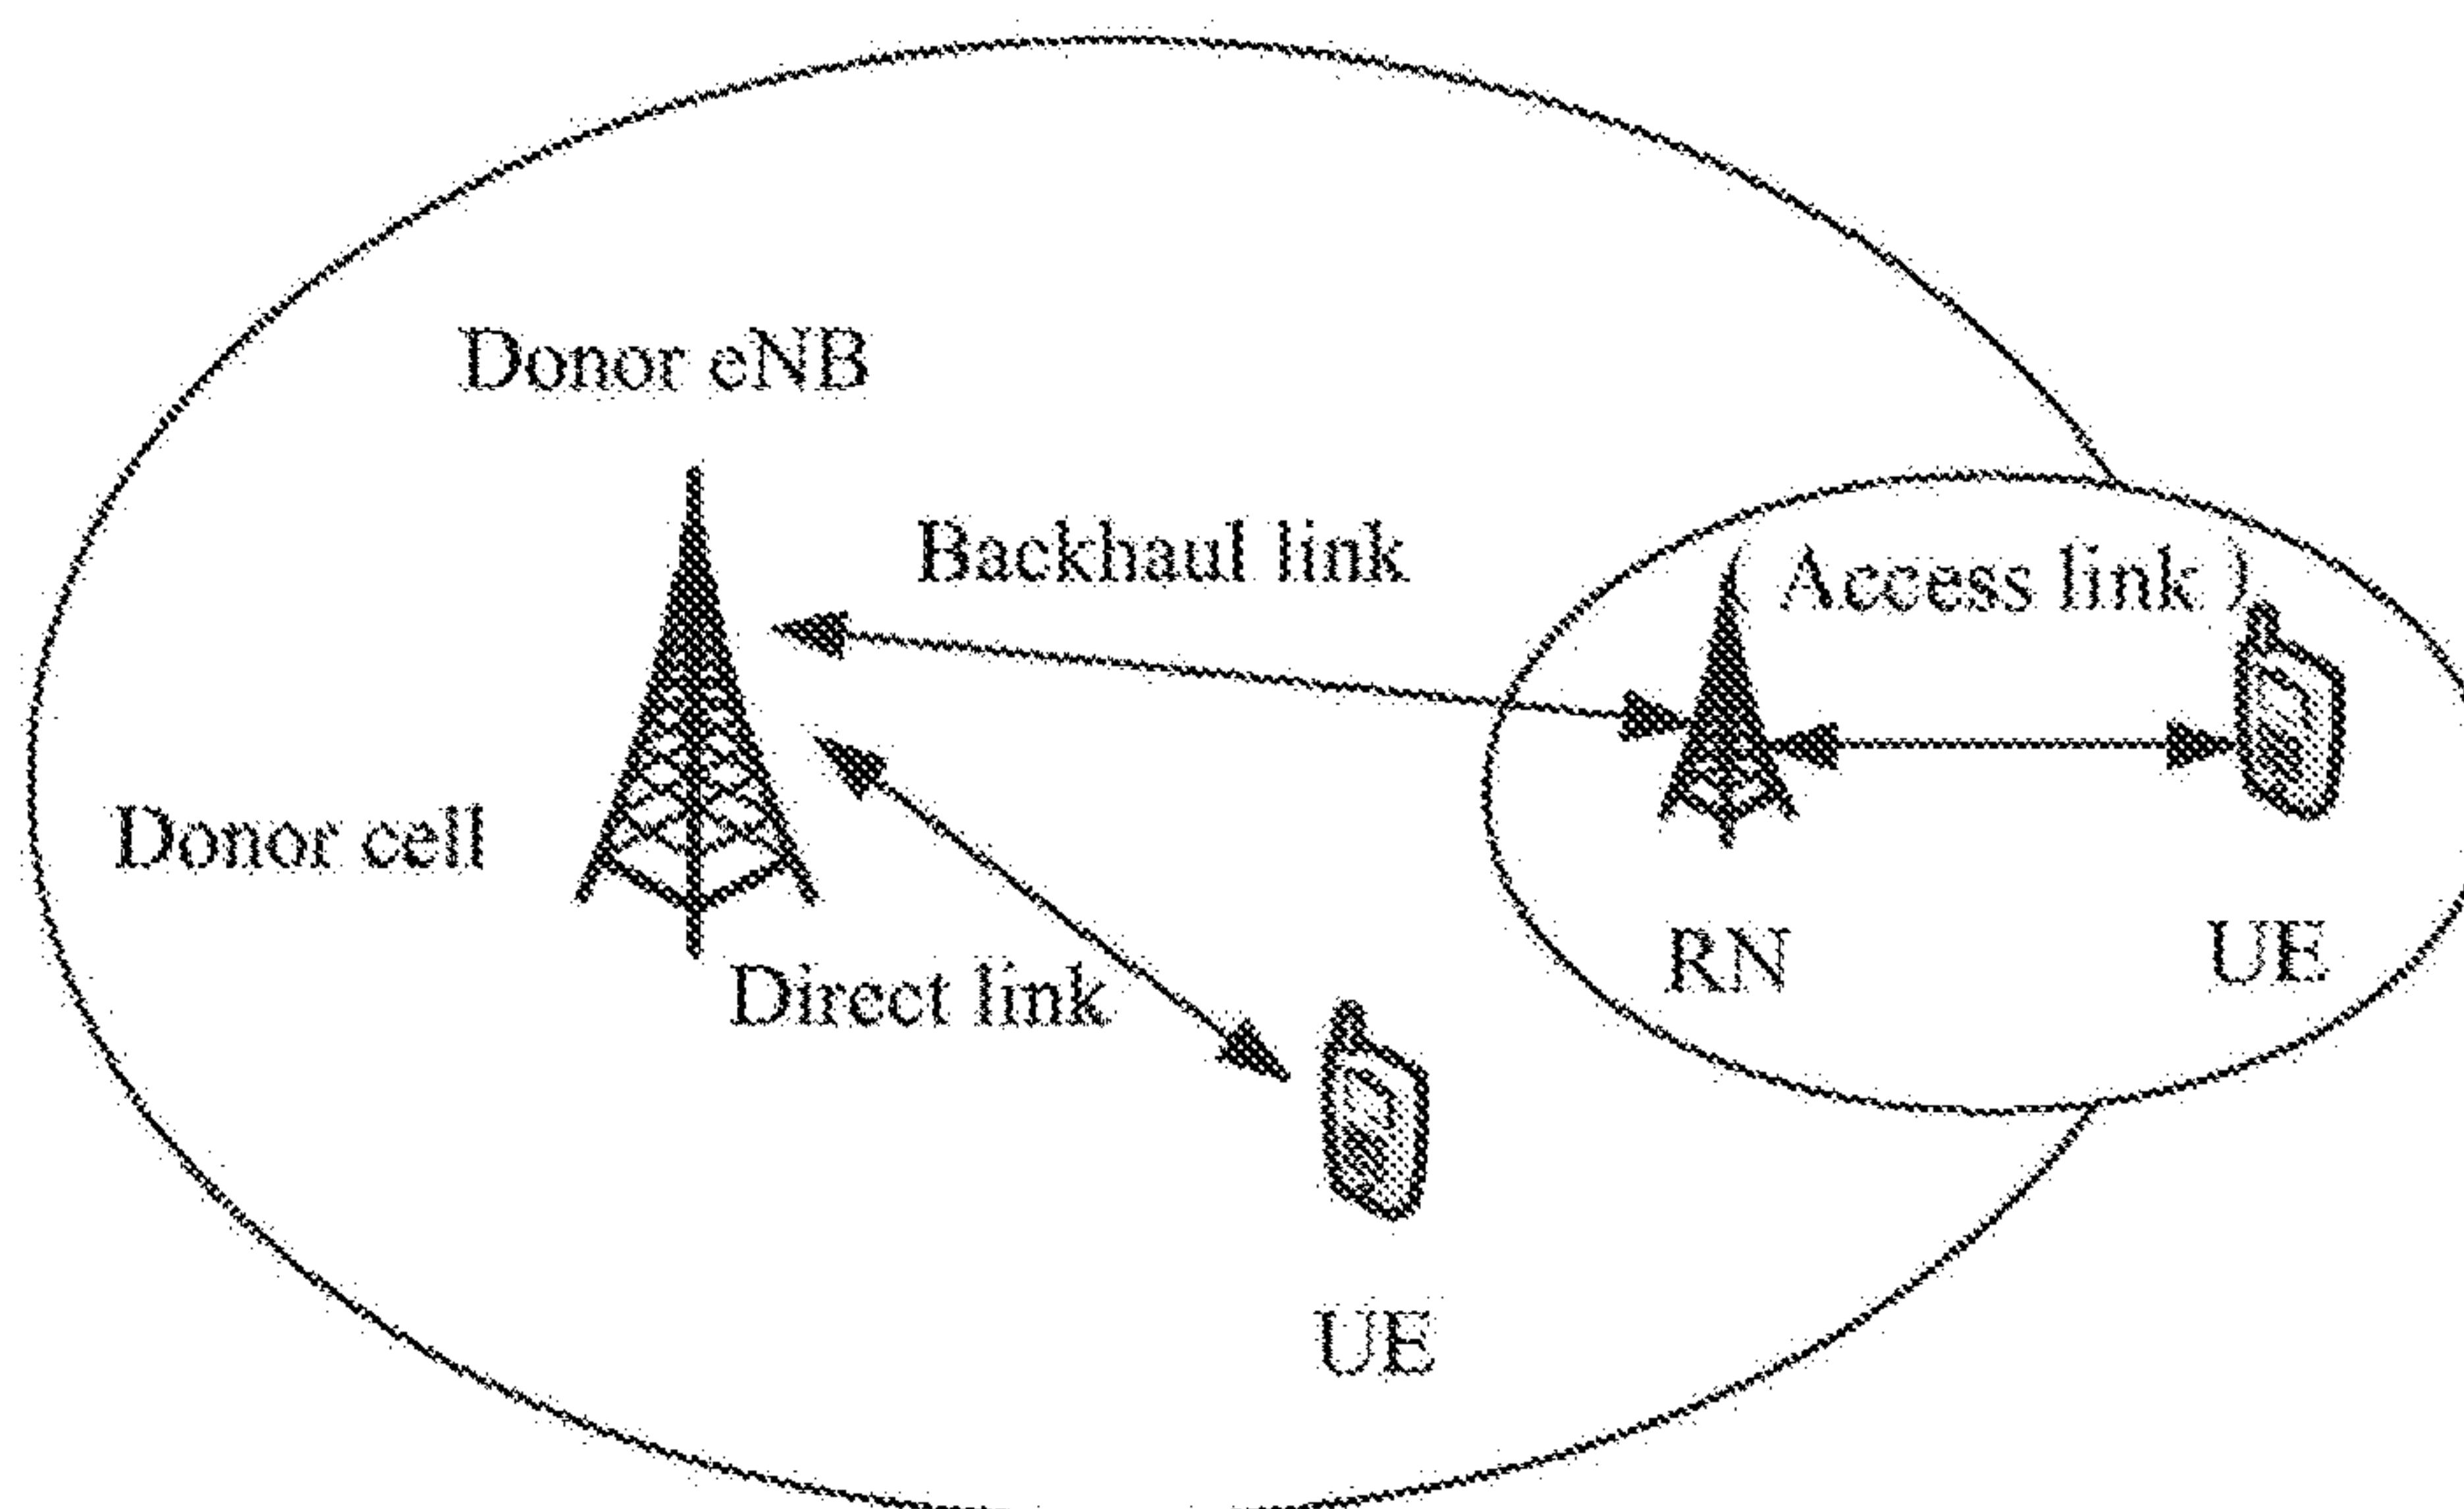 Donor eNB
Backhaul link
( Access link )
Donor cell
RN
UE
Direct link
UE